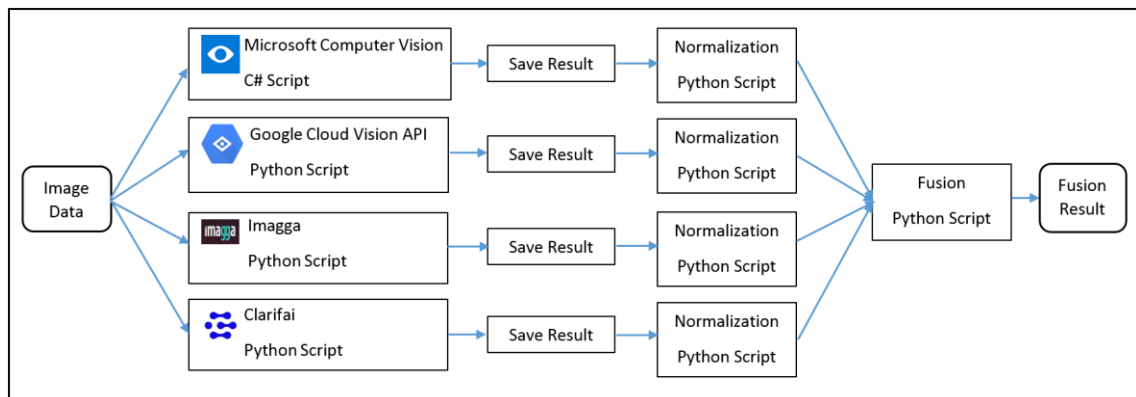 Microsoft Computer Vision
C# Script
Save Result
Normalization
Python Script
Google Cloud Vision API
Python Script
Save Result
Normalization
Python Script
Image
Data
Fusion
Python Script
Fusion
Result
imagga
Imagga
Python Script
Save Result
Normalization
Python Script
Clarifai
Python Script
Save Result
Normalization
Python Script